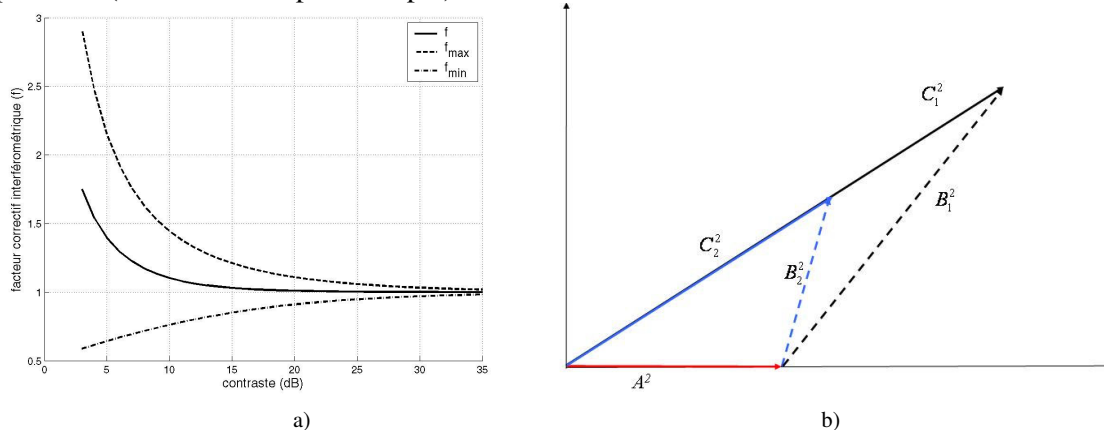 3
2.5
2
1.5
1
0.5
0
5
10
15
20
25
30
35
facteur correctif interférométrique (f)
contraste (dB)
f
f_max
f_min
a)
C_1^2
C_2^2
B_1^2
B_2^2
A^2
b)